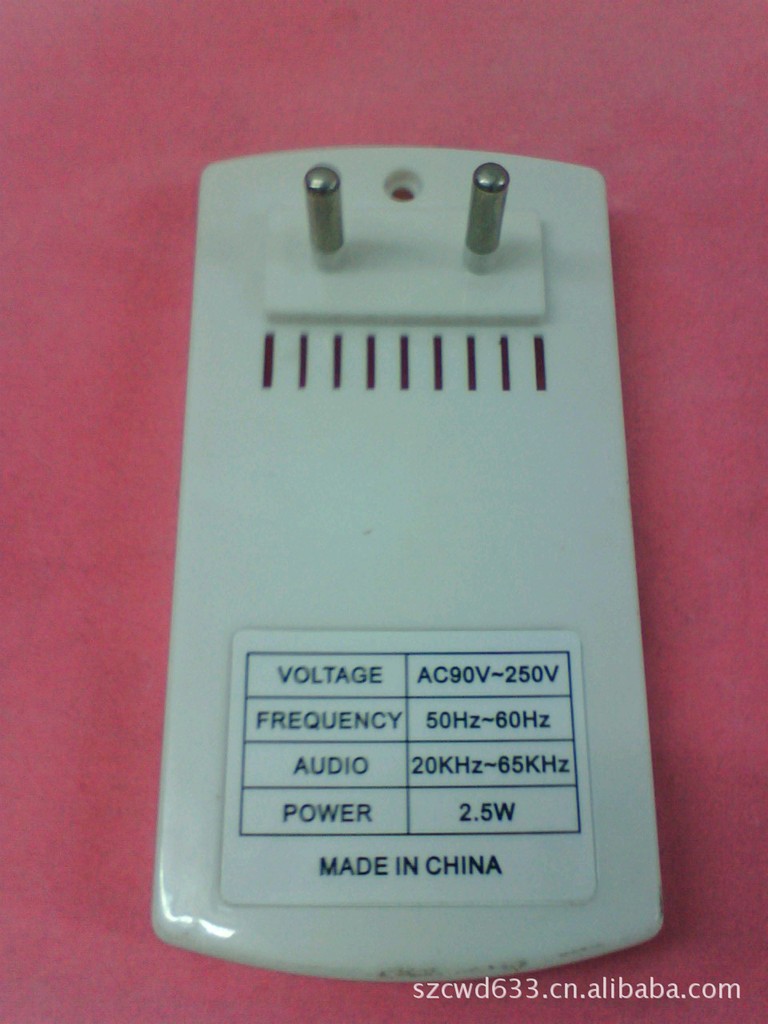 VOLTAGE AC90V~250V
FREQUENCY 50Hz~60Hz
AUDIO 20KHz~65KHz
POWER 2.5W
MADE IN CHINA
szcwd633.cn.alibaba.com